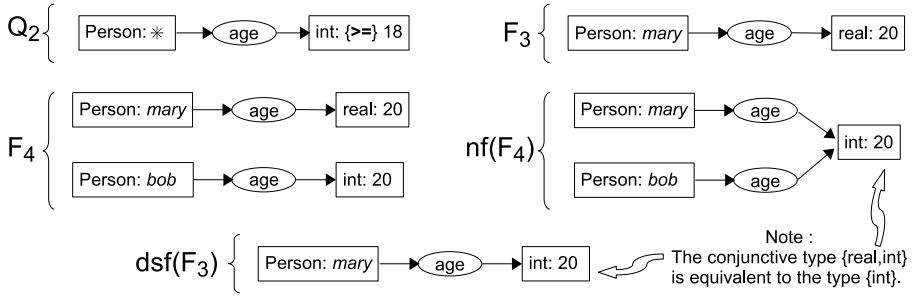 Q2 Person: ✳ age int: {>=} 18
F3 Person: mary age real: 20
F4 Person: mary age real: 20
Person: bob age int: 20
nf(F4) Person: mary age int: 20
Person: bob age
dsf(F3) Person: mary age int: 20
Note :
The conjunctive type {real,int}
is equivalent to the type {int}.